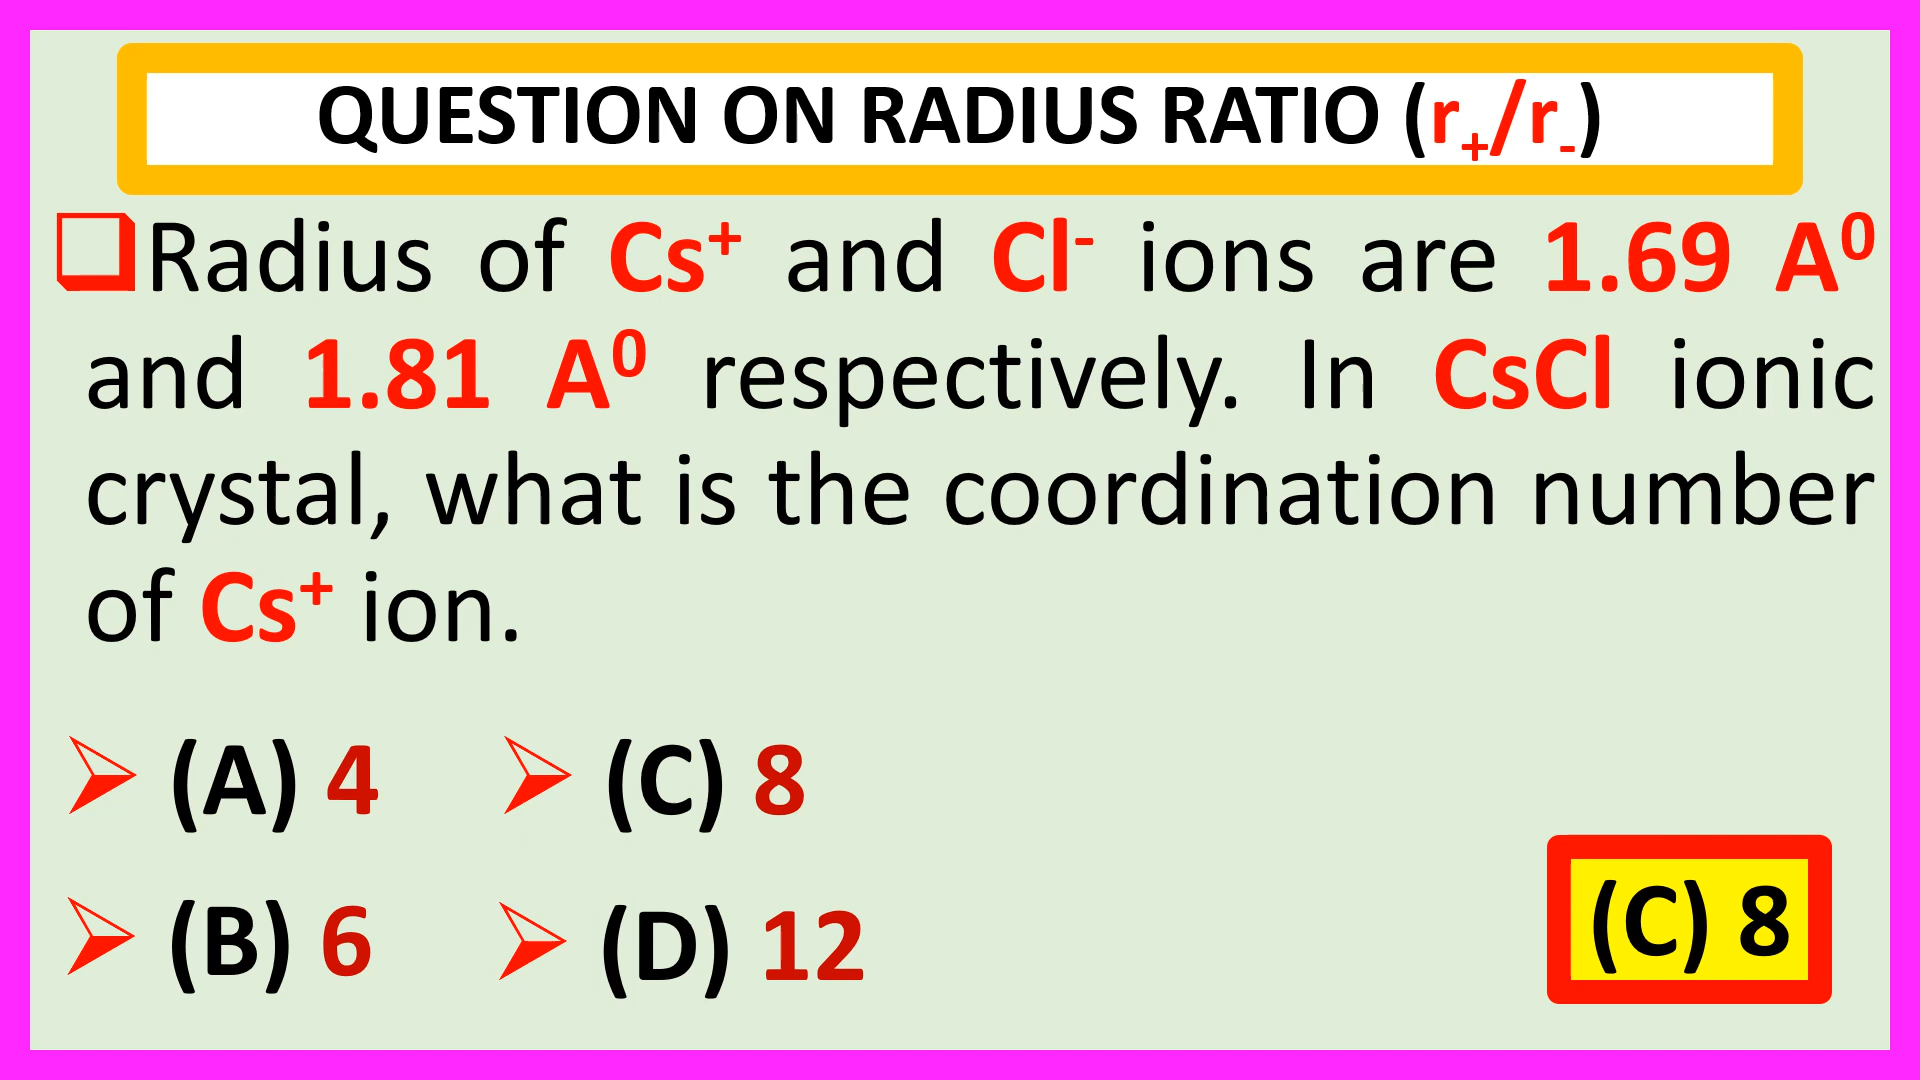 QUESTION ON RADIUS RATIO (r₊/r₋)
Radius of Cs⁺ and Cl⁻ ions are 1.69 A⁰
and 1.81 A⁰ respectively. In CsCl ionic
crystal, what is the coordination number
of Cs⁺ ion.
(A) 4
(C) 8
(B) 6
(D) 12
(C) 8